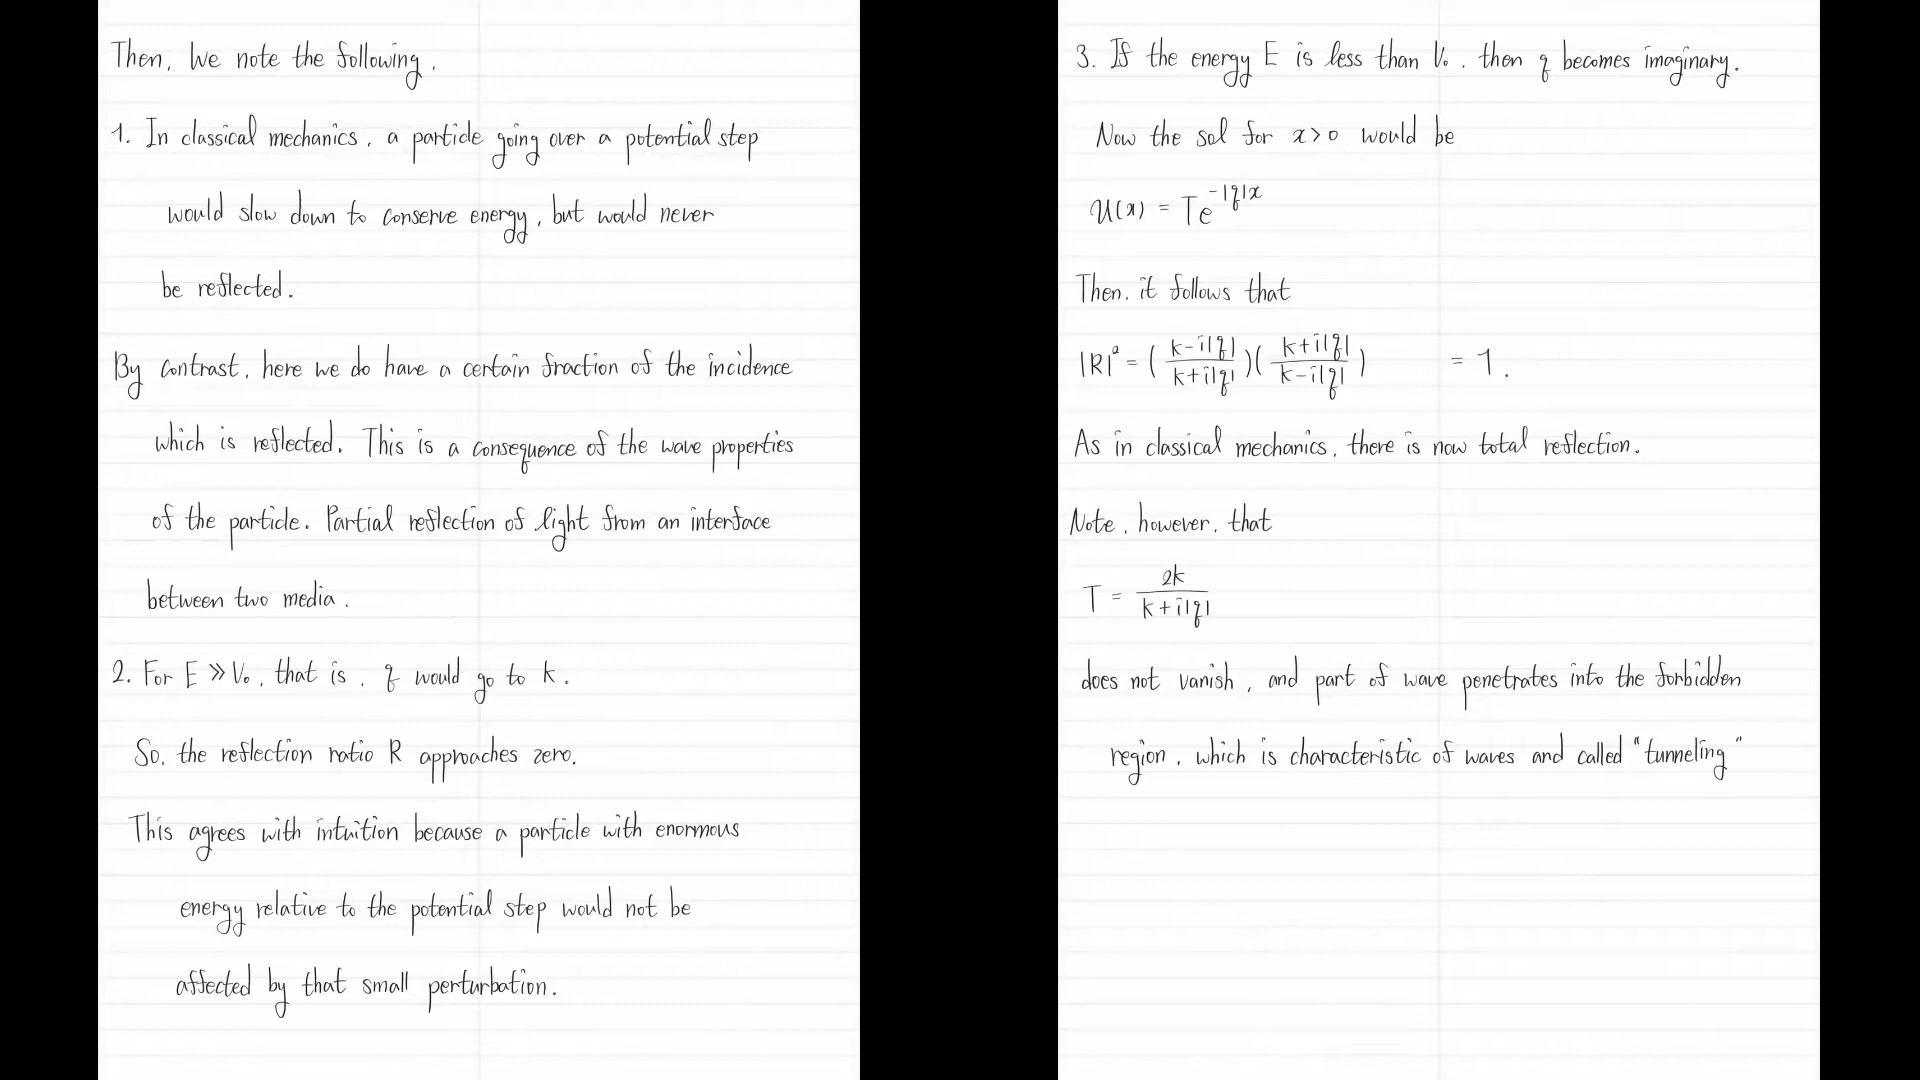 Then, We note the following.
1. In classical mechanics, a particle going over a potential step
would slow down to conserve energy, but would never
be reflected.
By contrast, here we do have a certain fraction of the incidence
which is reflected. This is a consequence of the wave properties
of the particle. Partial reflection of light from an interface
between two media.
2. For E ≫ V₀, that is, q would go to k.
So, the reflection ratio R approaches zero.
This agrees with intuition because a particle with enormous
energy relative to the potential step would not be
affected by that small perturbation.
3. If the energy E is less than V₀, then q becomes imaginary.
Now the sol for x>0 would be
u(x) = Te^{-|q|x}
Then, it follows that
|R|² = ( (k-i|q|)/(k+i|q|) )( (k+i|q|)/(k-i|q|) ) = 1.
As in classical mechanics, there is now total reflection.
Note, however, that
T = 2k/(k+i|q|)
does not vanish, and part of wave penetrates into the forbidden
region, which is characteristic of waves and called "tunneling"